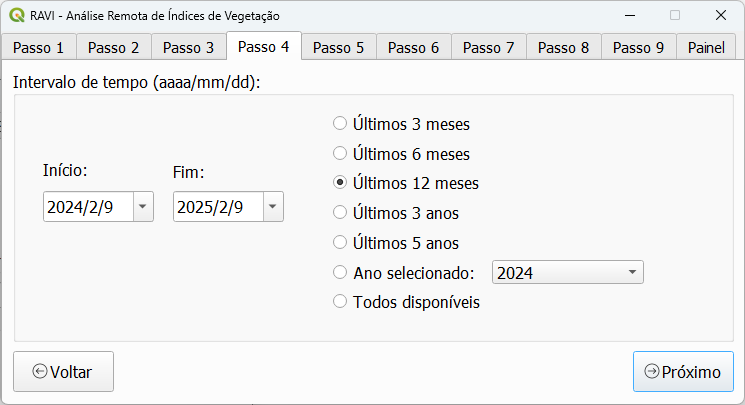 RAVI - Análise Remota de Índices de Vegetação
Passo 1 Passo 2 Passo 3 Passo 4 Passo 5 Passo 6 Passo 7 Passo 8 Passo 9 Painel
Intervalo de tempo (aaaa/mm/dd):
Início: Fim:
2024/2/9 2025/2/9
Últimos 3 meses
Últimos 6 meses
Últimos 12 meses
Últimos 3 anos
Últimos 5 anos
Ano selecionado: 2024
Todos disponíveis
Voltar Próximo